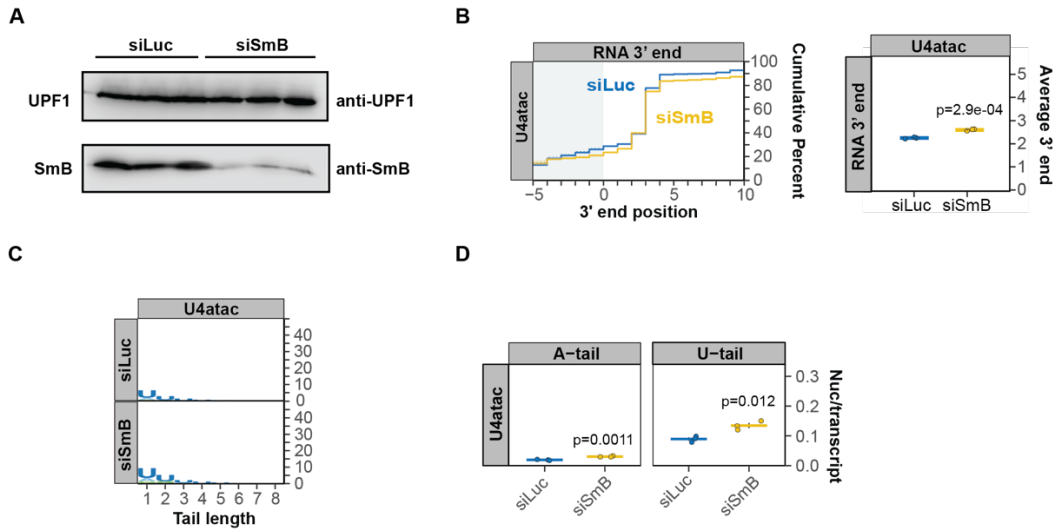 A
siLuc siSmB
UPF1 anti-UPF1
SmB anti-SmB
B
RNA 3' end
U4atac
siLuc
siSmB
100
80
60
40
20
0
Cumulative Percent
−5 0 5 10
3' end position
U4atac
RNA 3' end
p=2.9e-04
5
4
3
2
1
0
Average 3' end
siLuc siSmB
C
U4atac
siLuc
40
30
20
10
0
siSmB
40
30
20
10
0
U
U
U
U
1 2 3 4 5 6 7 8
Tail length
D
A−tail U−tail
U4atac
p=0.0011
p=0.012
0.3
0.2
0.1
0.0
Nuc/transcript
siLuc siSmB siLuc siSmB